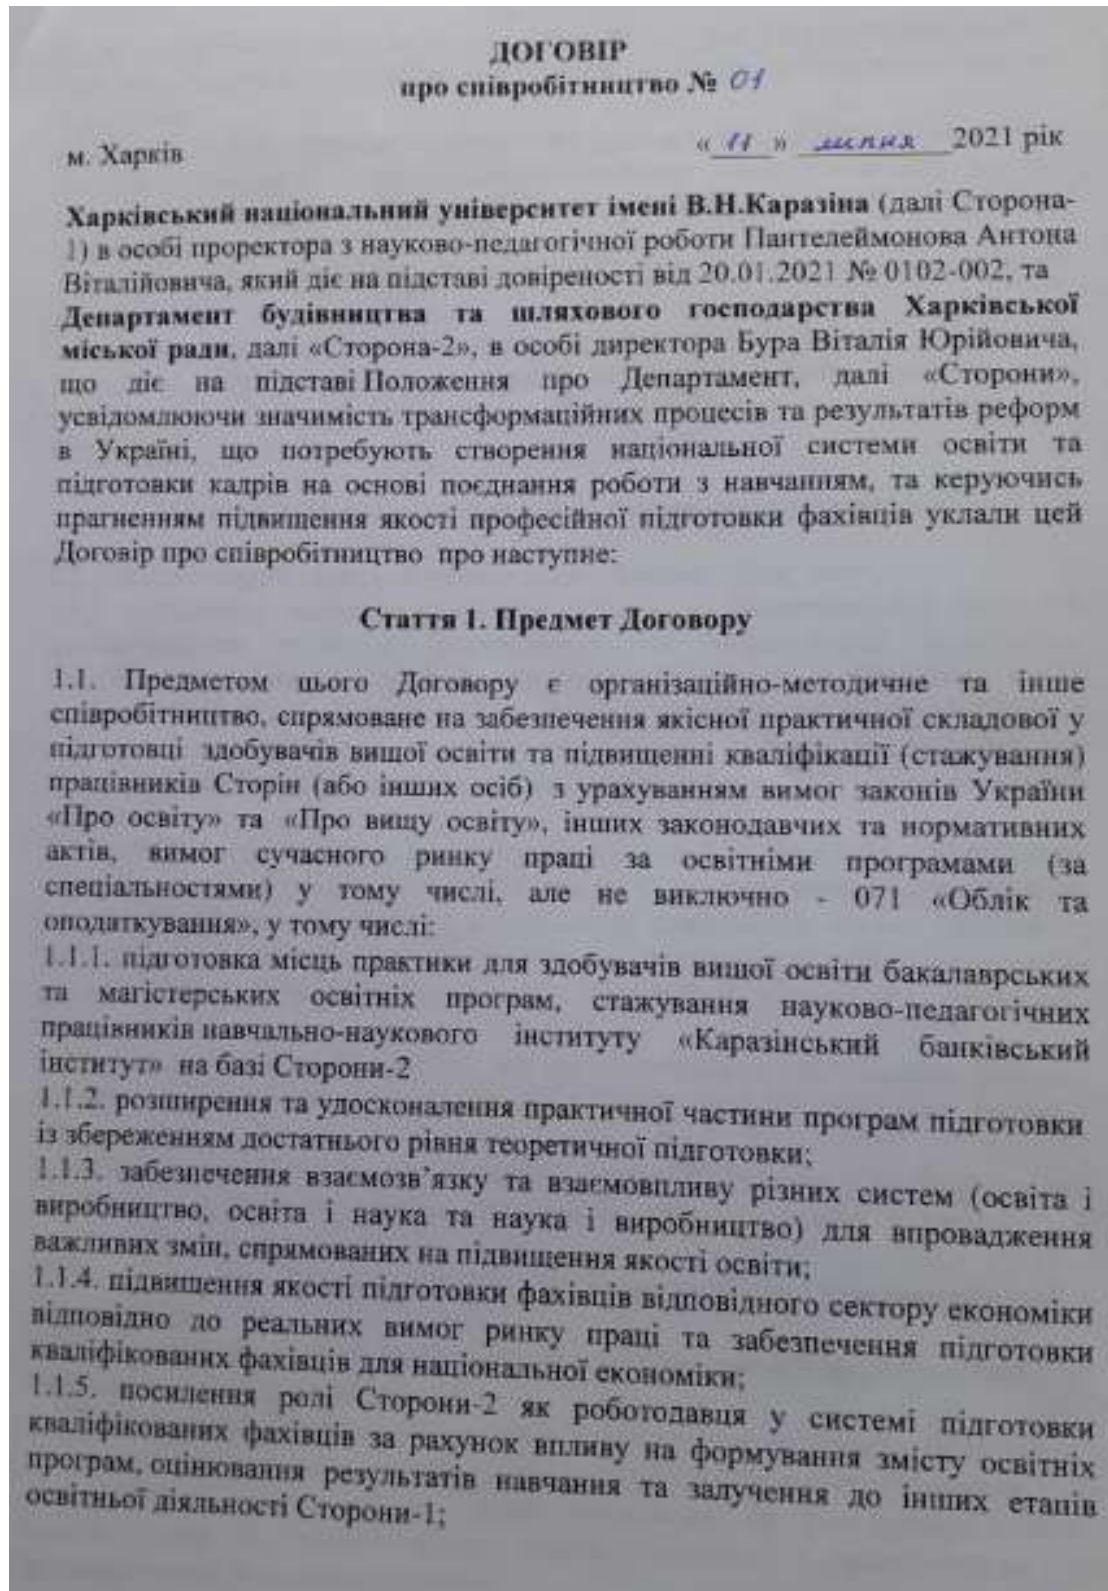 ДОГОВІР
про співробітництво № 01
м. Харків « 11 » липня 2021 рік
Харківський національний університет імені В.Н.Каразіна (далі Сторона-
1) в особі проректора з науково-педагогічної роботи Пантелеймонова Антона
Віталійовича, який діє на підставі довіреності від 20.01.2021 № 0102-002, та
Департамент будівництва та шляхового господарства Харківської
міської ради, далі «Сторона-2», в особі директора Бура Віталія Юрійовича,
що діє на підставі Положення про Департамент, далі «Сторони»,
усвідомлюючи значимість трансформаційних процесів та результатів реформ
в Україні, що потребують створення національної системи освіти та
підготовки кадрів на основі поєднання роботи з навчанням, та керуючись
прагненням підвищення якості професійної підготовки фахівців уклали цей
Договір про співробітництво про наступне:
Стаття 1. Предмет Договору
1.1. Предметом цього Договору є організаційно-методичне та інше
співробітництво, спрямоване на забезпечення якісної практичної складової у
підготовці здобувачів вищої освіти та підвищенні кваліфікації (стажування)
працівників Сторін (або інших осіб) з урахуванням вимог законів України
«Про освіту» та «Про вищу освіту», інших законодавчих та нормативних
актів, вимог сучасного ринку праці за освітніми програмами (за
спеціальностями) у тому числі, але не виключно - 071 «Облік та
оподаткування», у тому числі:
1.1.1. підготовка місць практики для здобувачів вищої освіти бакалаврських
та магістерських освітніх програм, стажування науково-педагогічних
працівників навчально-наукового інституту «Каразінський банківський
інститут» на базі Сторони-2
1.1.2. розширення та удосконалення практичної частини програм підготовки
із збереженням достатнього рівня теоретичної підготовки;
1.1.3. забезпечення взаємозв’язку та взаємовпливу різних систем (освіта і
виробництво, освіта і наука та наука і виробництво) для впровадження
важливих змін, спрямованих на підвищення якості освіти;
1.1.4. підвищення якості підготовки фахівців відповідного сектору економіки
відповідно до реальних вимог ринку праці та забезпечення підготовки
кваліфікованих фахівців для національної економіки;
1.1.5. посилення ролі Сторони-2 як роботодавця у системі підготовки
кваліфікованих фахівців за рахунок впливу на формування змісту освітніх
програм, оцінювання результатів навчання та залучення до інших етапів
освітньої діяльності Сторони-1;